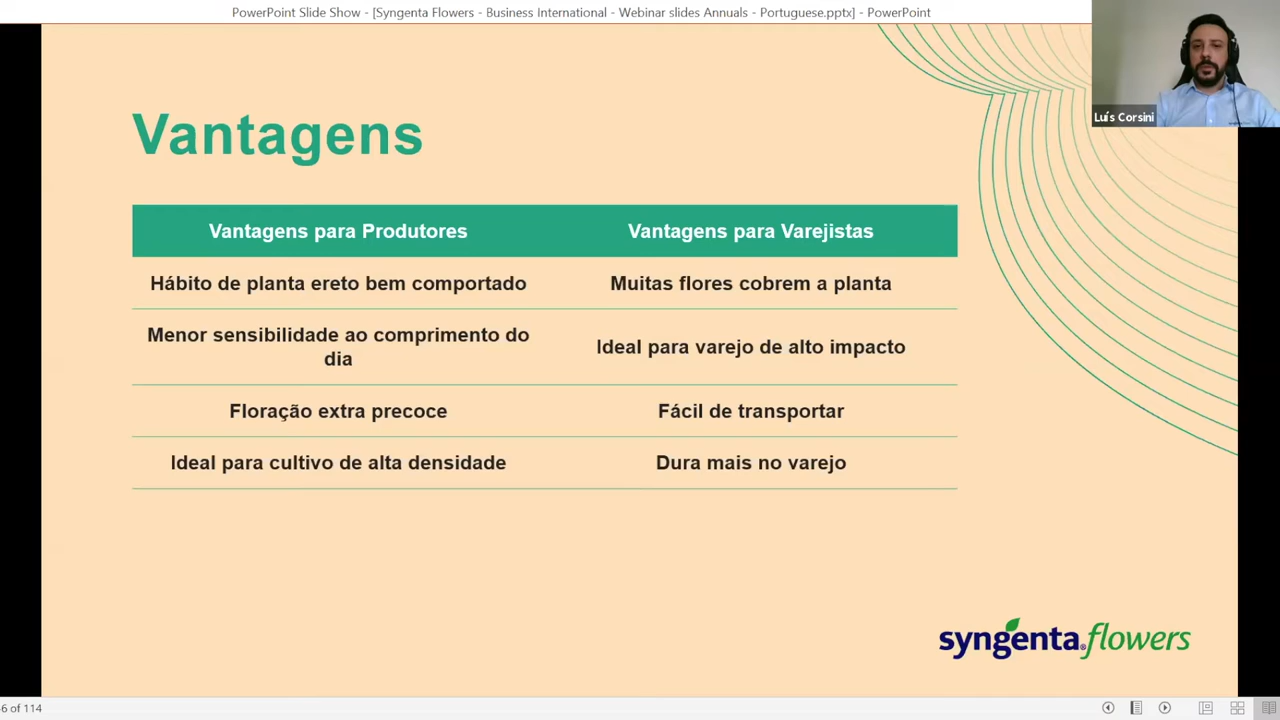 PowerPoint Slide Show - [Syngenta Flowers - Business International - Webinar slides Annuals - Portuguese.pptx] - PowerPoint
Luís Corsini
Vantagens
Vantagens para Produtores
Vantagens para Varejistas
Hábito de planta ereto bem comportado
Muitas flores cobrem a planta
Menor sensibilidade ao comprimento do
dia
Ideal para varejo de alto impacto
Floração extra precoce
Fácil de transportar
Ideal para cultivo de alta densidade
Dura mais no varejo
syngenta® flowers
6 of 114